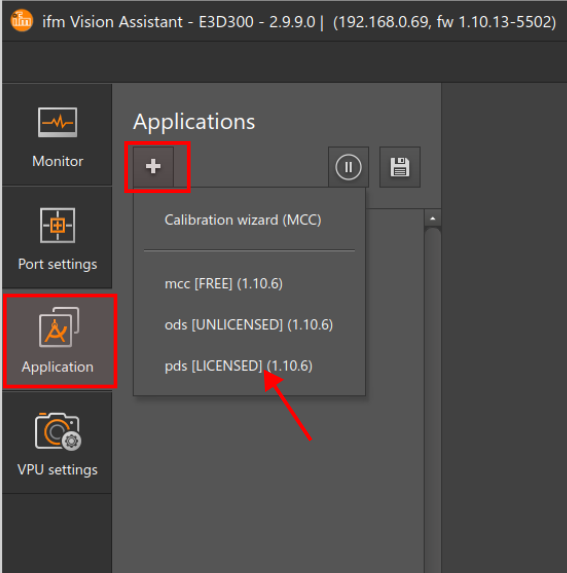 ifm Vision Assistant - E3D300 - 2.9.9.0 | (192.168.0.69, fw 1.10.13-5502)
Monitor
Port settings
Application
VPU settings
Applications
Calibration wizard (MCC)
mcc [FREE] (1.10.6)
ods [UNLICENSED] (1.10.6)
pds [LICENSED] (1.10.6)